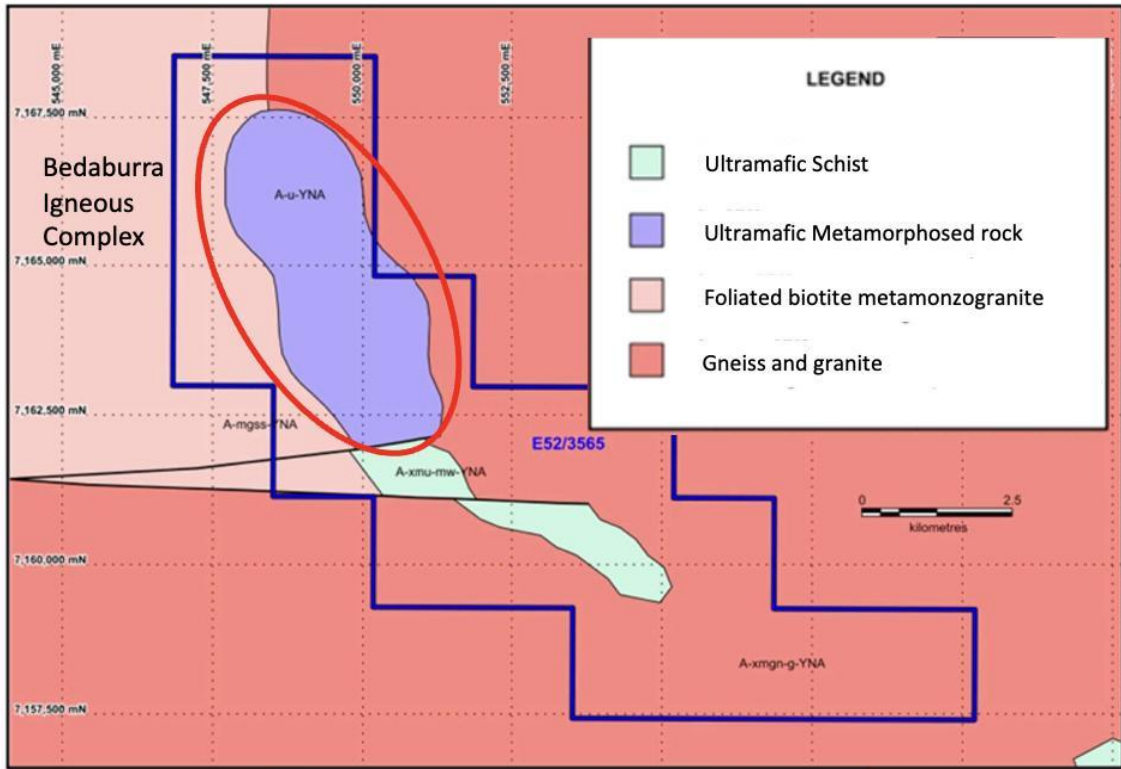 545,000 mE
547,500 mE
550,000 mE
552,500 mE
7,167,500 mN
7,165,000 mN
7,162,500 mN
7,160,000 mN
7,157,500 mN
Bedaburra
Igneous
Complex
A-u-YNA
A-mgss-YNA
A-xmu-mw-YNA
E52/3565
A-xmgn-g-YNA
LEGEND
Ultramafic Schist
Ultramafic Metamorphosed rock
Foliated biotite metamonzogranite
Gneiss and granite
0 2.5
kilometres